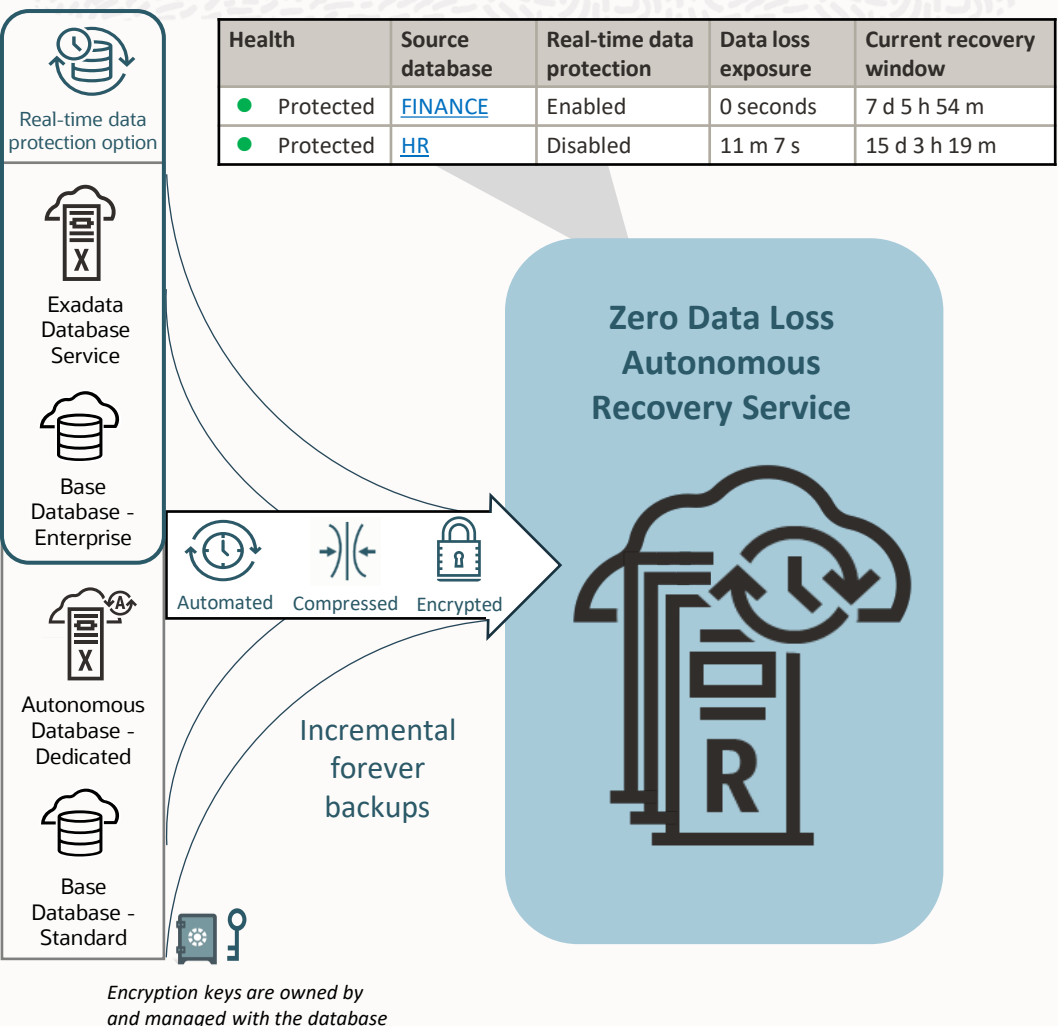 Real-time data
protection option
Exadata
Database
Service
Base
Database -
Enterprise
Autonomous
Database -
Dedicated
Base
Database -
Standard
Health Source database Real-time data protection Data loss exposure Current recovery window
Protected FINANCE Enabled 0 seconds 7 d 5 h 54 m
Protected HR Disabled 11 m 7 s 15 d 3 h 19 m
Automated Compressed Encrypted
Incremental
forever
backups
Zero Data Loss
Autonomous
Recovery Service
R
X
A
X
Encryption keys are owned by
and managed with the database